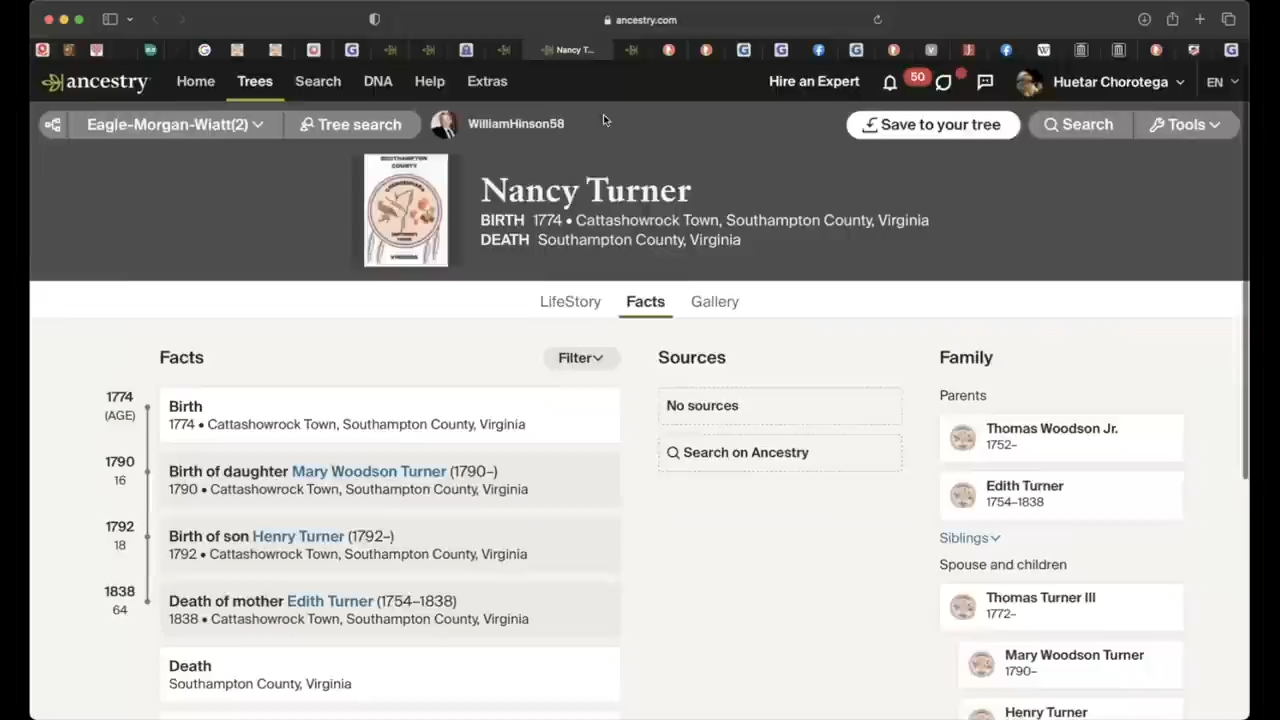 ancestry.com
Nancy T...
ancestry
Home
Trees
Search
DNA
Help
Extras
Hire an Expert
50
Huetar Chorotega
EN
Eagle-Morgan-Wiatt(2)
Tree search
WilliamHinson58
Save to your tree
Search
Tools
SOUTHAMPTON
COUNTY
Nancy Turner
BIRTH 1774 • Cattashowrock Town, Southampton County, Virginia
DEATH Southampton County, Virginia
LifeStory
Facts
Gallery
Facts
Filter
1774
(AGE)
Birth
1774 • Cattashowrock Town, Southampton County, Virginia
1790
16
Birth of daughter Mary Woodson Turner (1790–)
1790 • Cattashowrock Town, Southampton County, Virginia
1792
18
Birth of son Henry Turner (1792–)
1792 • Cattashowrock Town, Southampton County, Virginia
1838
64
Death of mother Edith Turner (1754–1838)
1838 • Cattashowrock Town, Southampton County, Virginia
Death
Southampton County, Virginia
Sources
No sources
Search on Ancestry
Family
Parents
Thomas Woodson Jr.
1752–
Edith Turner
1754–1838
Siblings
Spouse and children
Thomas Turner III
1772–
Mary Woodson Turner
1790–
Henry Turner